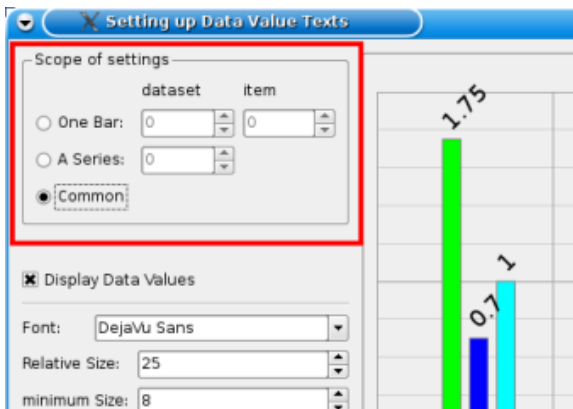 Setting up Data Value Texts
Scope of settings
dataset item
One Bar: 0 0
A Series: 0
Common
Display Data Values
Font: DejaVu Sans
Relative Size: 25
minimum Size: 8
1.75
0.7
1